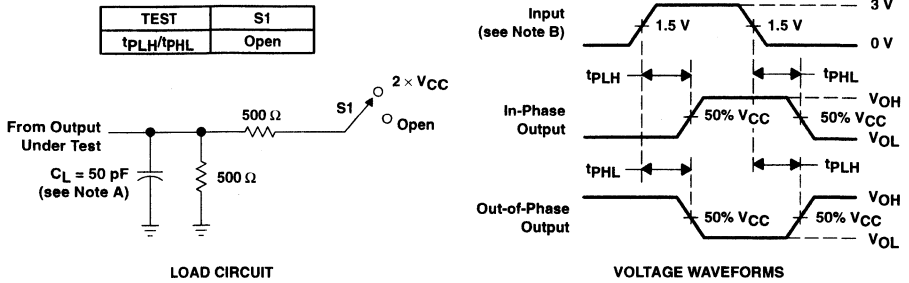 TEST S1
tPLH/tPHL Open
2 × VCC
S1
Open
500 Ω
From Output
Under Test
CL = 50 pF
(see Note A)
500 Ω
LOAD CIRCUIT
Input
(see Note B)
1.5 V
1.5 V
3 V
0 V
tPLH
tPHL
In-Phase
Output
50% VCC
50% VCC
VOH
VOL
tPHL
tPLH
Out-of-Phase
Output
50% VCC
50% VCC
VOH
VOL
VOLTAGE WAVEFORMS